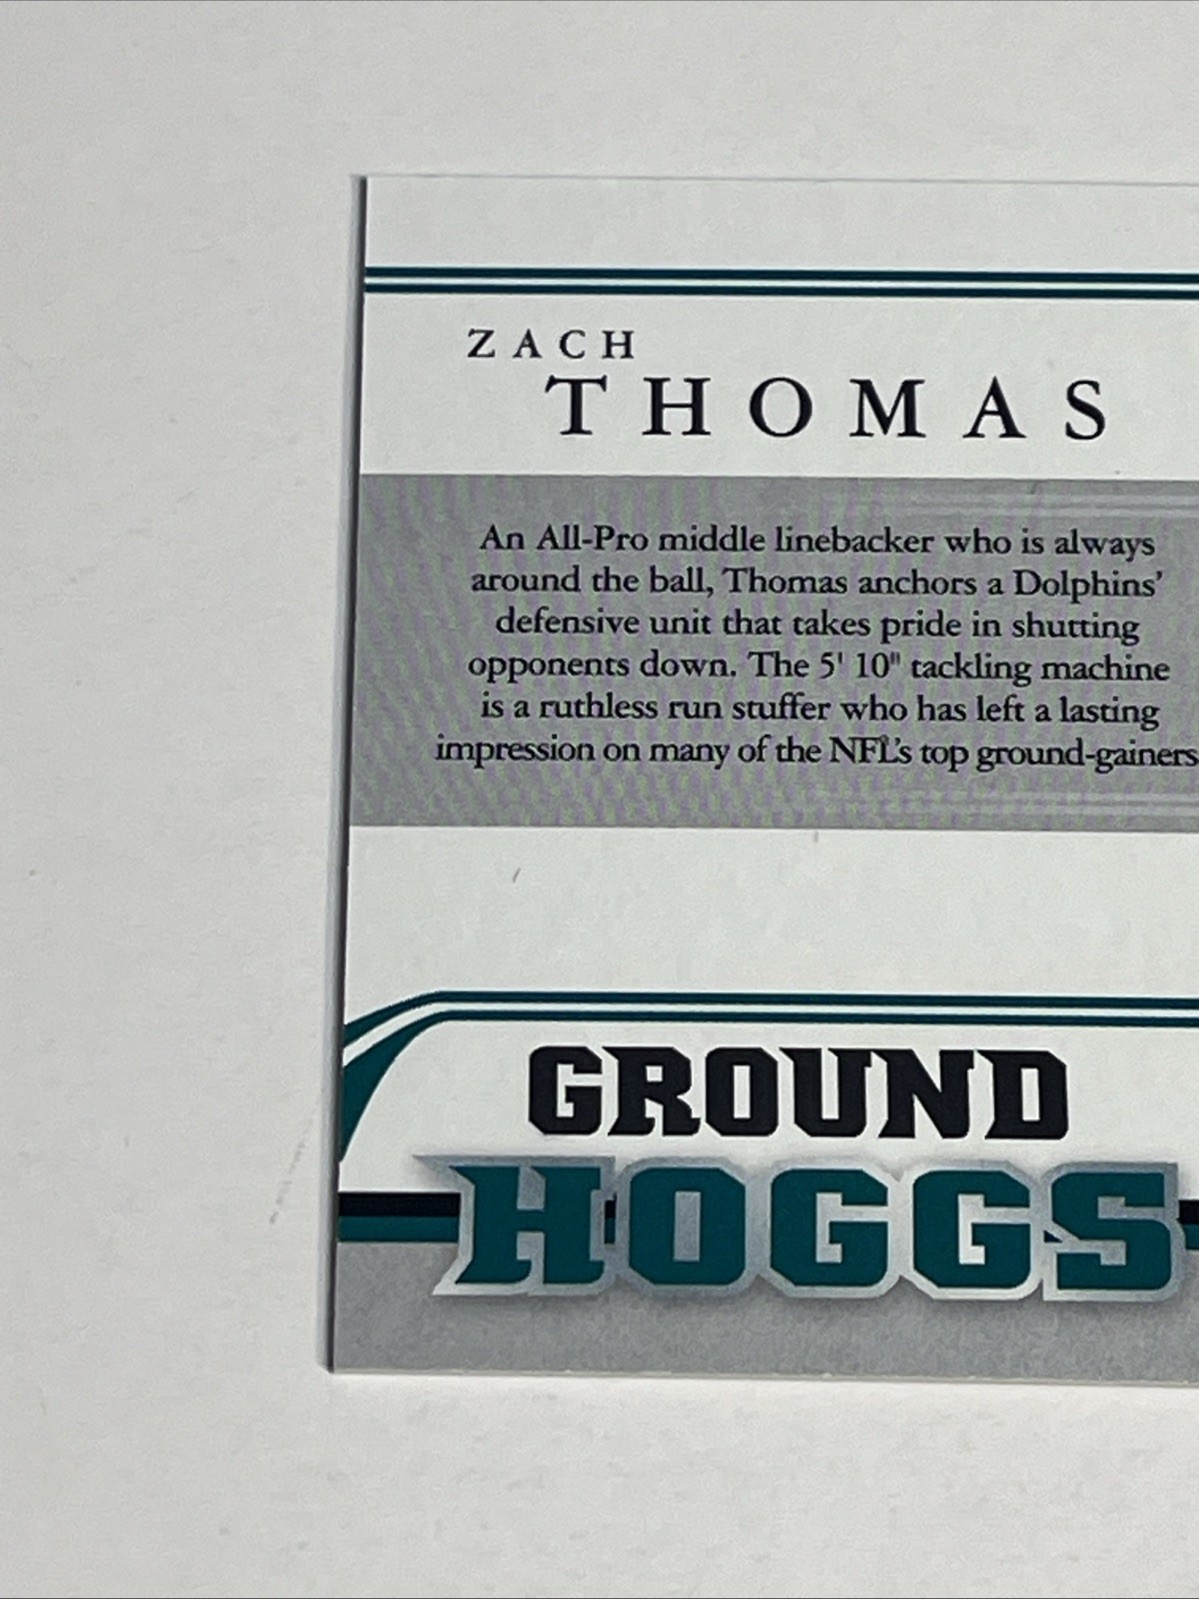 ZACH
THOMAS
An All-Pro middle linebacker who is always
around the ball, Thomas anchors a Dolphins'
defensive unit that takes pride in shutting
opponents down. The 5' 10" tackling machine
is a ruthless run stuffer who has left a lasting
impression on many of the NFL's top ground-gainers
GROUND
HOGGS